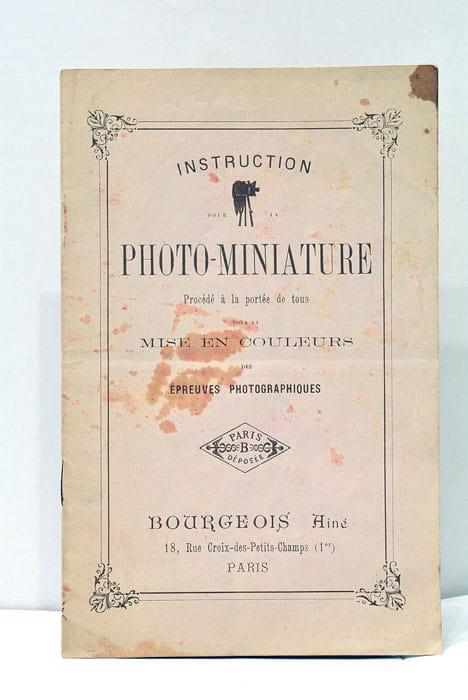 INSTRUCTION
POUR LA
PHOTO-MINIATURE
Procédé à la portée de tous
POUR LA
MISE EN COULEURS
DES
ÉPREUVES PHOTOGRAPHIQUES
PARIS
B
DÉPOSÉE
BOURGEOIS Ainé
18, Rue Croix-des-Petits-Champs (1er)
PARIS